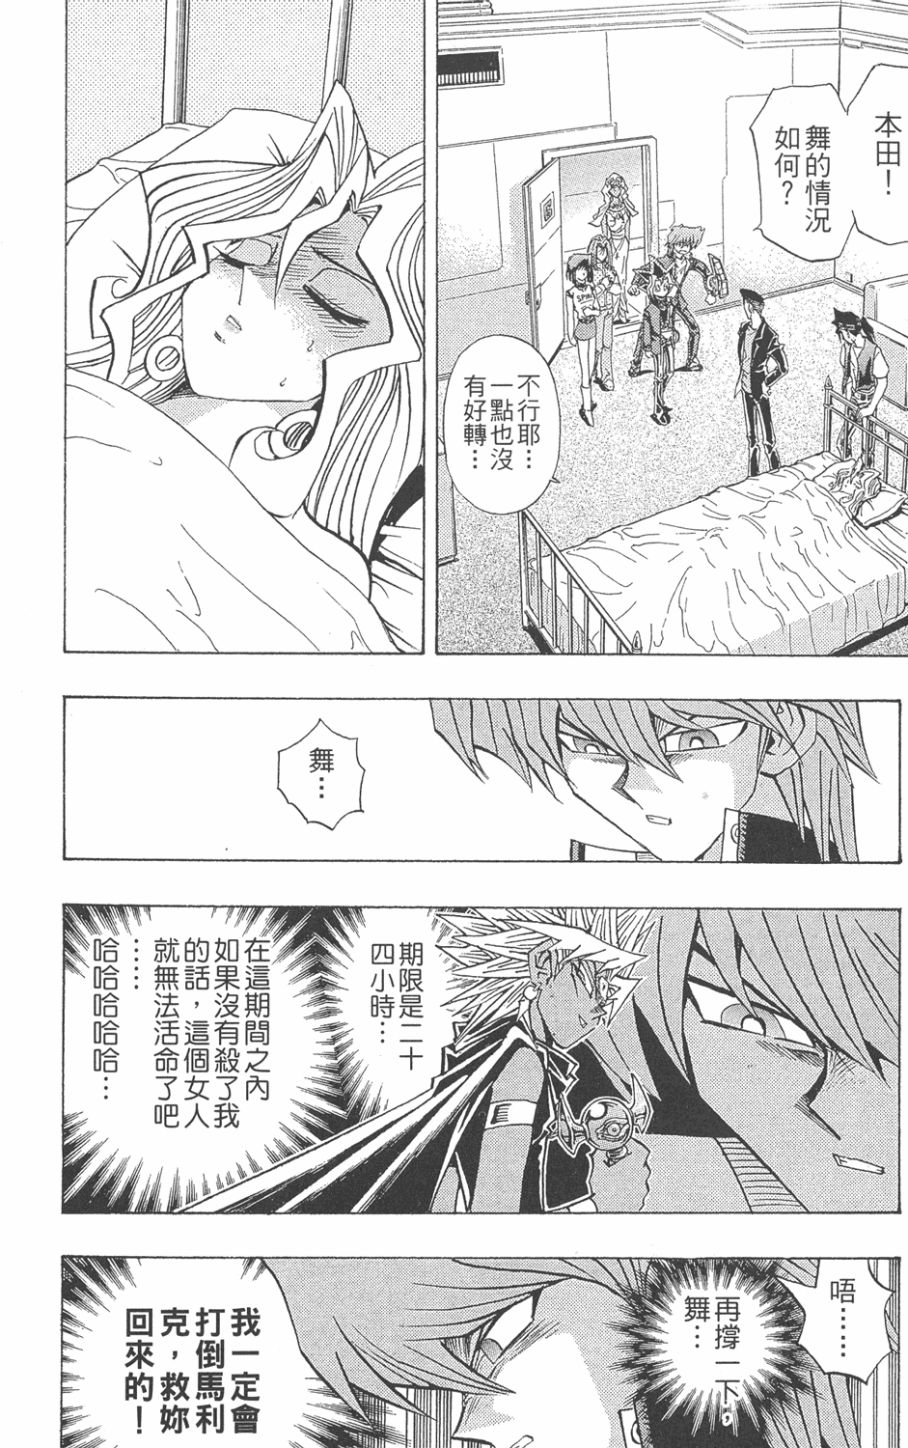 本田！
舞的情況
如何？
不行耶…
一點也沒
有好轉…
舞…
期限是二十
四小時…
在這期間之內
如果沒有殺了我
的話，這個女人
就無法活命了吧
……
哈哈哈哈哈…
唔……
再撐一下，
舞…
我一定會
打倒馬利
克，救妳
回來的！